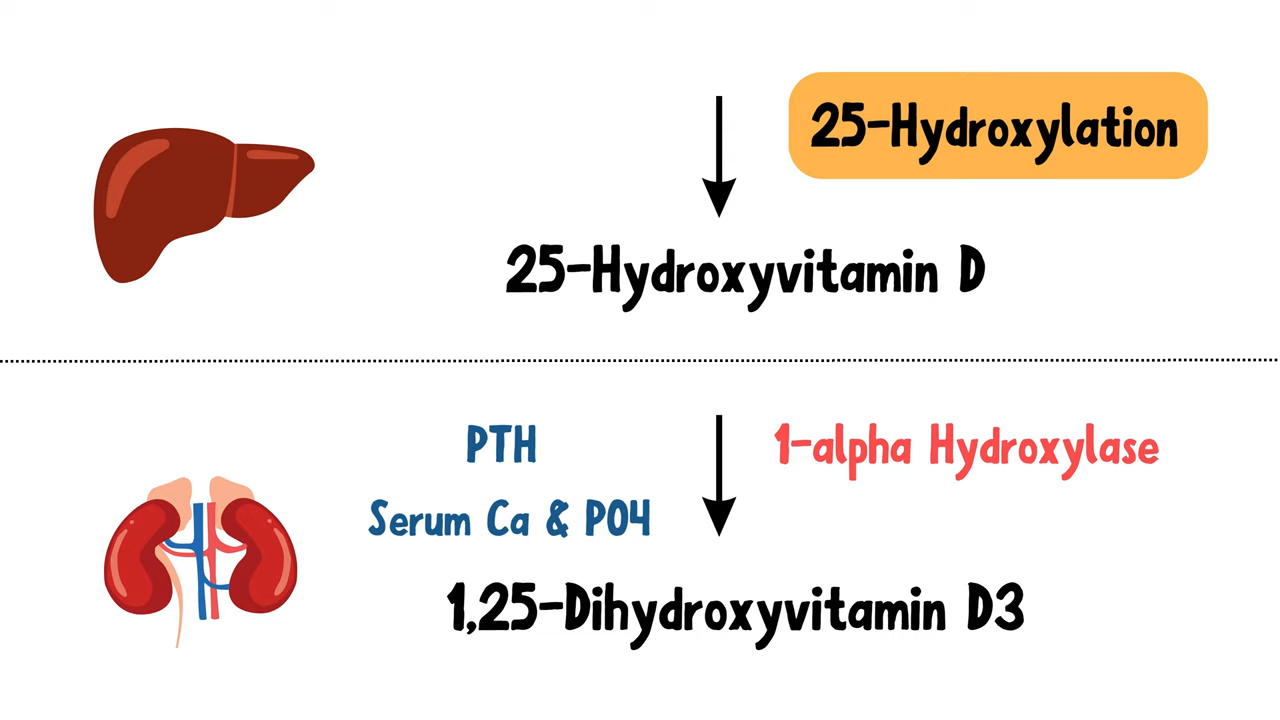 25-Hydroxylation
25-Hydroxyvitamin D
PTH
1-alpha Hydroxylase
Serum Ca & PO4
1,25-Dihydroxyvitamin D3